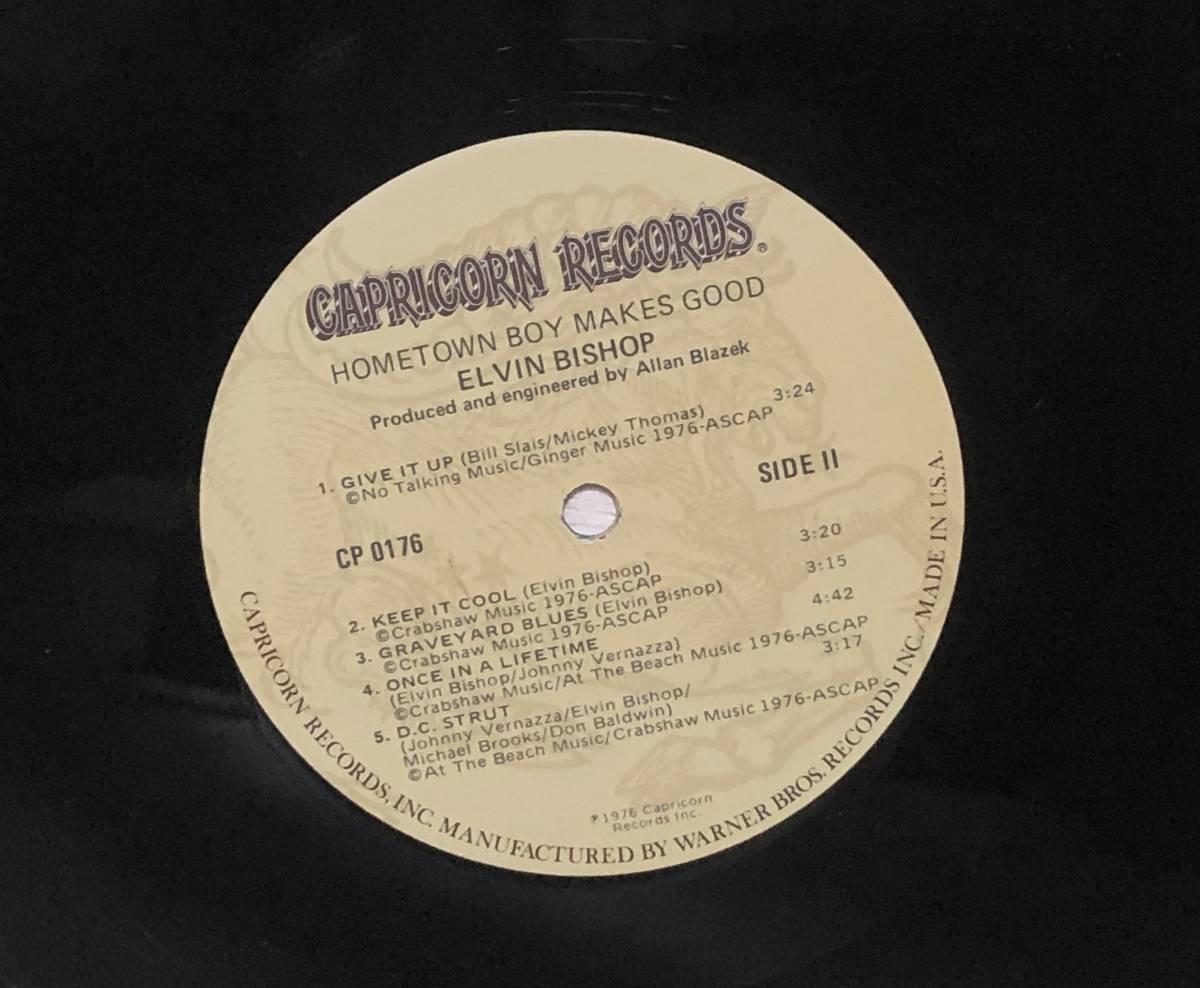 CAPRICORN RECORDS®
HOMETOWN BOY MAKES GOOD
ELVIN BISHOP
Produced and engineered by Allan Blazek
1. GIVE IT UP (Bill Slais/Mickey Thomas) 3:24
©No Talking Music/Ginger Music 1976-ASCAP
SIDE II
CP 0176
2. KEEP IT COOL (Elvin Bishop) 3:20
©Crabshaw Music 1976-ASCAP
3. GRAVEYARD BLUES (Elvin Bishop) 3:15
©Crabshaw Music 1976-ASCAP
4. ONCE IN A LIFETIME 4:42
(Elvin Bishop/Johnny Vernazza)
©Crabshaw Music/At The Beach Music 1976-ASCAP
5. D.C. STRUT 3:17
(Johnny Vernazza/Elvin Bishop/
Michael Brooks/Don Baldwin)
©At The Beach Music/Crabshaw Music 1976-ASCAP
℗1976 Capricorn
Records Inc.
CAPRICORN RECORDS, INC. MANUFACTURED BY WARNER BROS. RECORDS INC./MADE IN U.S.A.